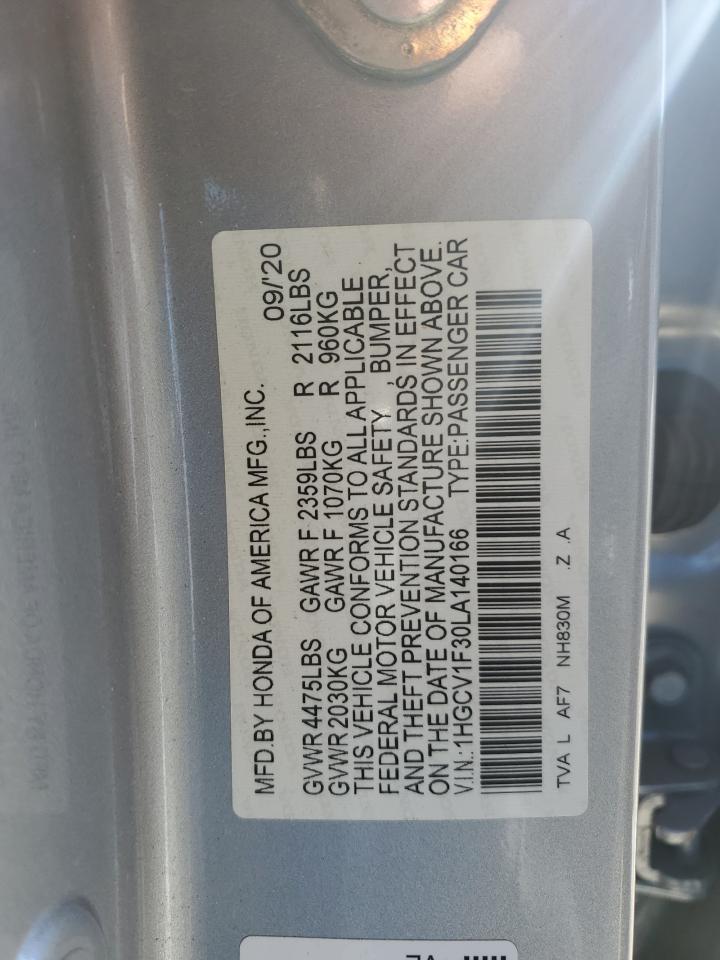 MFD.BY HONDA OF AMERICA MFG.,INC. 09/'20
GVWR 4475LBS GAWR F 2359LBS R 2116LBS
GVWR 2030KG GAWR F 1070KG R 960KG
THIS VEHICLE CONFORMS TO ALL APPLICABLE
FEDERAL MOTOR VEHICLE SAFETY , BUMPER,
AND THEFT PREVENTION STANDARDS IN EFFECT
ON THE DATE OF MANUFACTURE SHOWN ABOVE.
V.I.N.:1HGCV1F30LA140166 TYPE:PASSENGER CAR
TVA L AF7 NH830M .Z .A